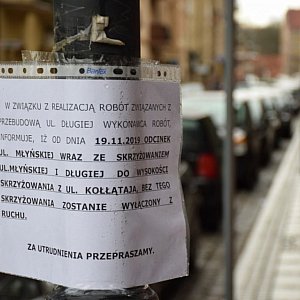 W ZWIĄZKU Z REALIZACJĄ ROBÓT ZWIĄZANYCH Z
PRZEBUDOWĄ UL. DŁUGIEJ WYKONAWCA ROBÓT,
INFORMUJE, IŻ OD DNIA 19.11.2019 ODCINEK
UL. MŁYŃSKIEJ WRAZ ZE SKRZYŻOWANIEM
UL.MŁYŃSKIEJ I DŁUGIEJ DO WYSOKOŚCI
SKRZYŻOWANIA Z UL. KOŁŁĄTAJA, BEZ TEGO
SKRZYŻOWANIA ZOSTANIE WYŁĄCZONY Z
RUCHU.
ZA UTRUDNIENIA PRZEPRASZAMY.